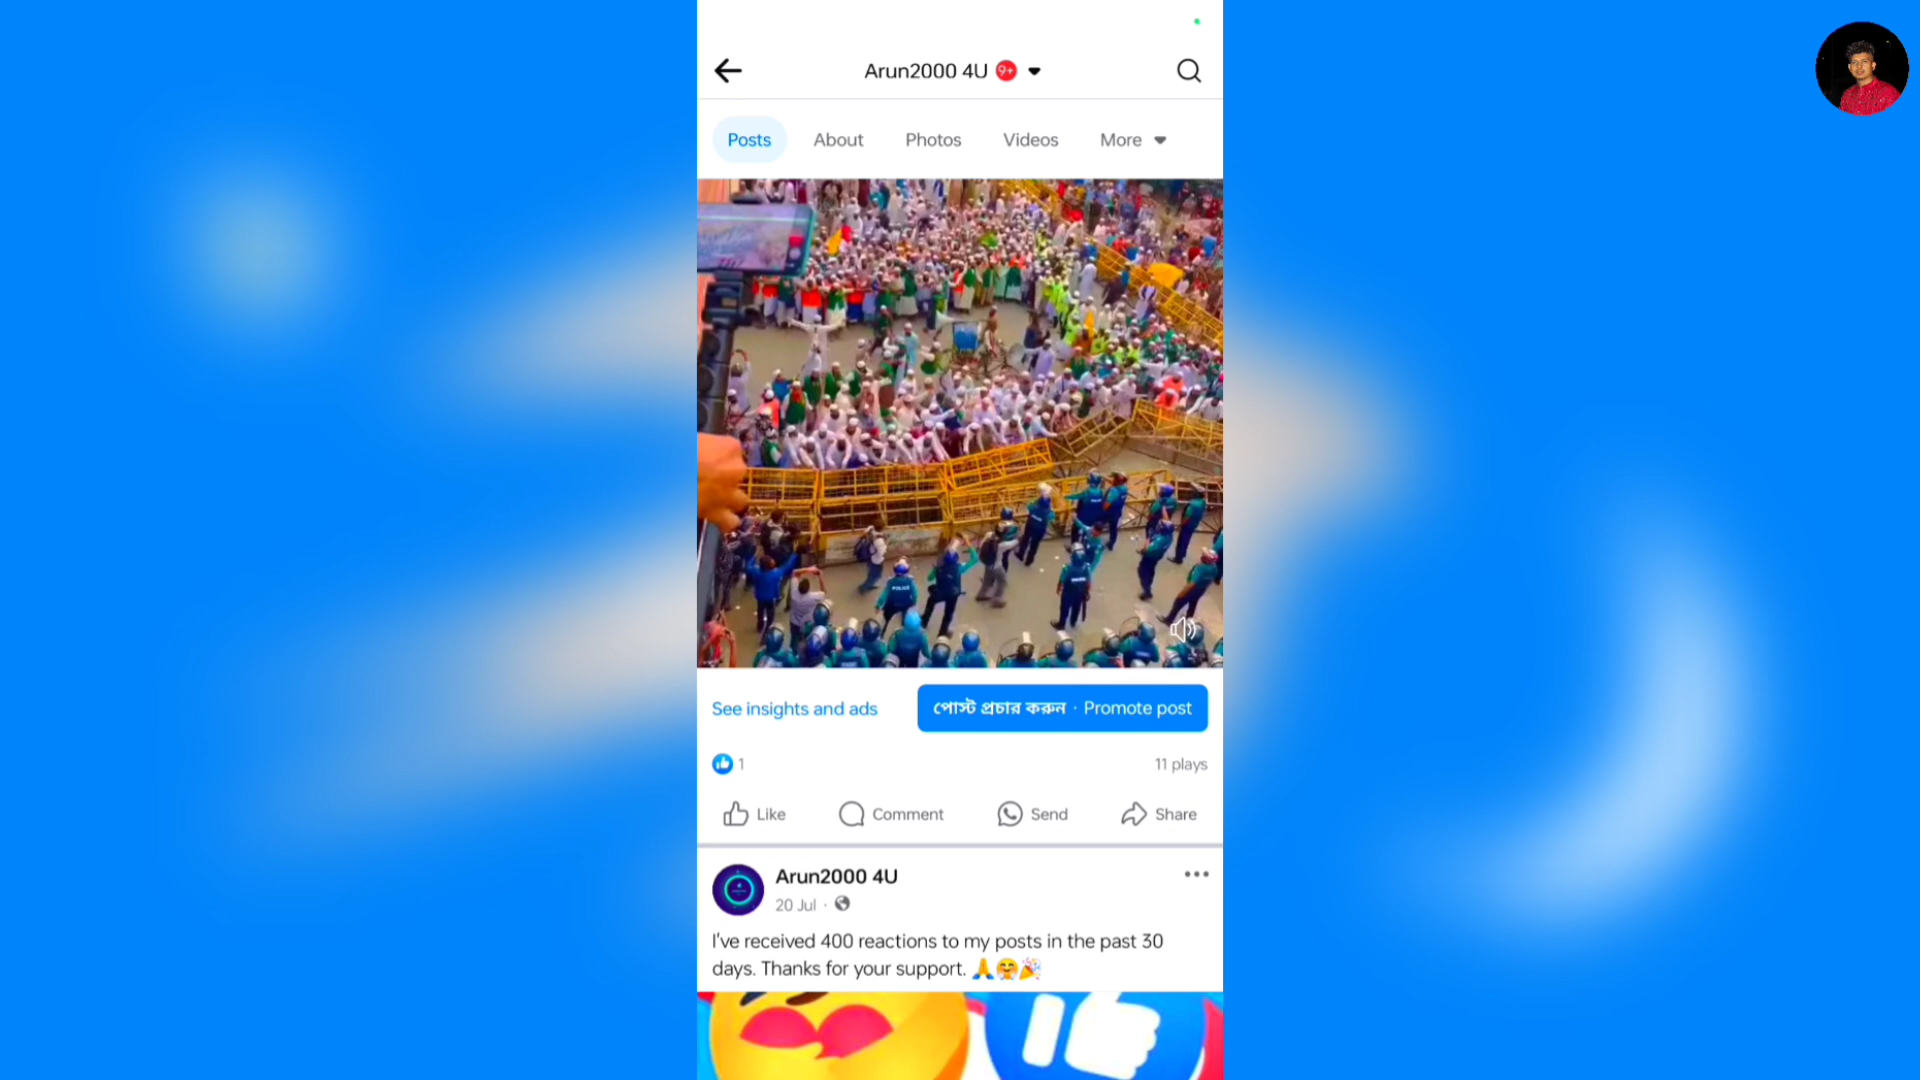 Arun2000 4U 9+
Posts About Photos Videos More
POLICE
See insights and ads
পোস্ট প্রচার করুন · Promote post
1
11 plays
Like Comment Send Share
Arun2000 4U
20 Jul ·
I've received 400 reactions to my posts in the past 30
days. Thanks for your support. 🙏🤗🎉